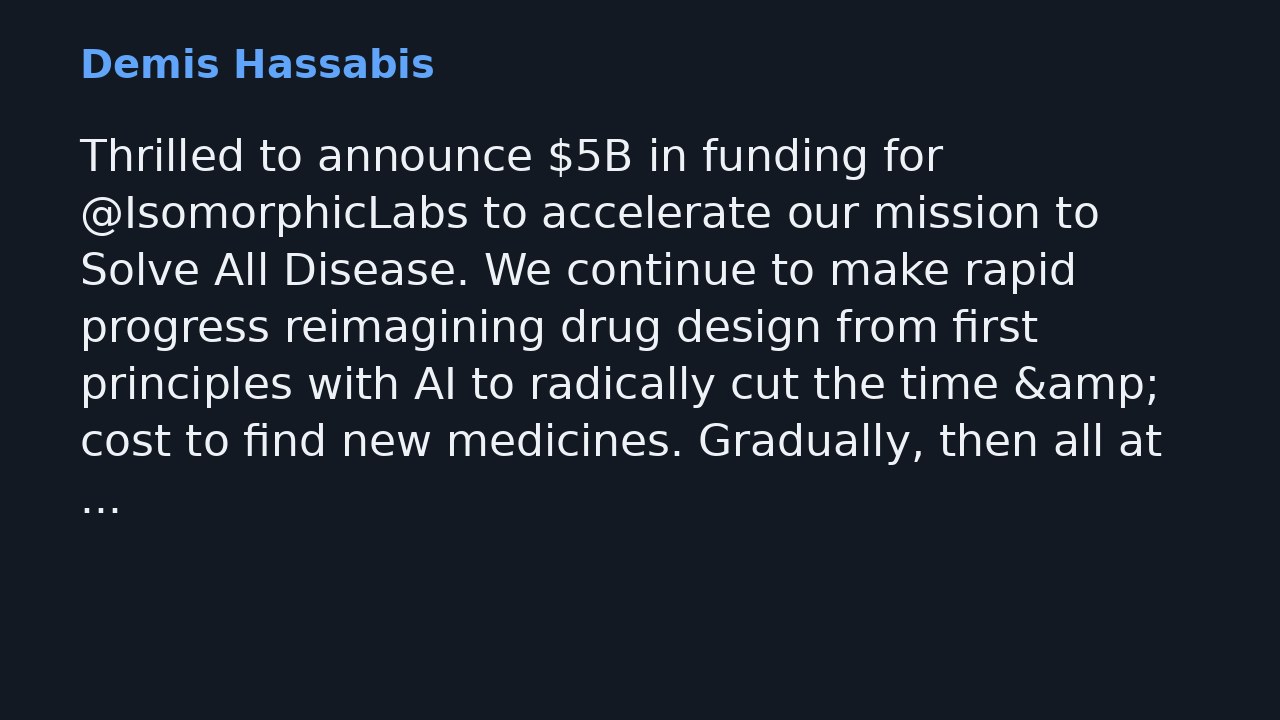 Demis Hassabis
Thrilled to announce $5B in funding for
@IsomorphicLabs to accelerate our mission to
Solve All Disease. We continue to make rapid
progress reimagining drug design from first
principles with AI to radically cut the time &amp;
cost to find new medicines. Gradually, then all at
…